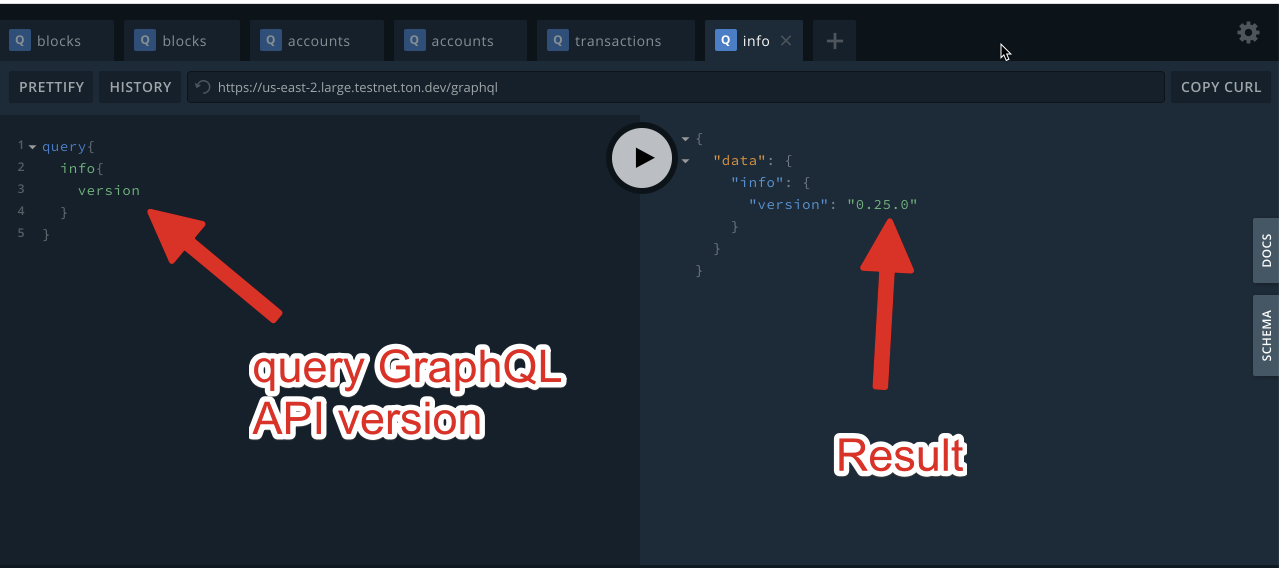 Q blocks
Q blocks
Q accounts
Q accounts
Q transactions
Q info
PRETTIFY
HISTORY
https://us-east-2.large.testnet.ton.dev/graphql
COPY CURL
1 query{
2 info{
3 version
4 }
5 }
{
"data": {
"info": {
"version": "0.25.0"
}
}
}
DOCS
SCHEMA
query GraphQL
API version
Result